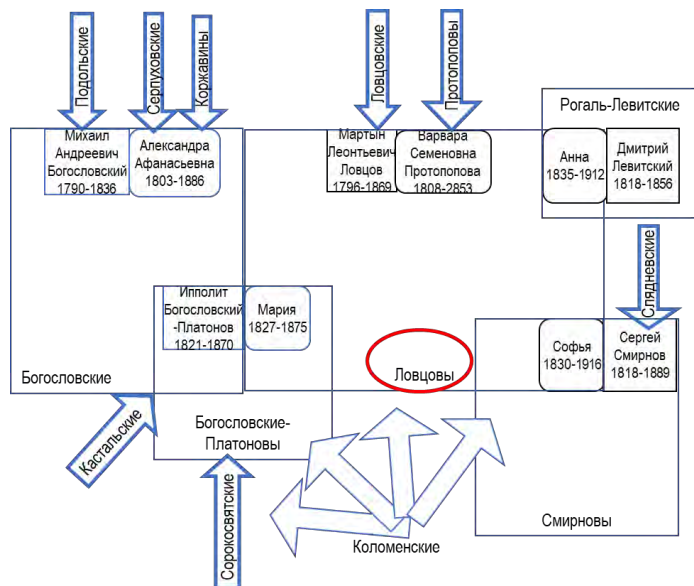 Подольские
Серпуховские
Коржавины
Ловцовские
Протопоповы
Рогаль-Левитские
Михаил
Андреевич
Богословский
1790-1836
Александра
Афанасьевна
1803-1886
Мартын
Леонтьевич
Ловцов
1796-1869
Варвара
Семеновна
Протопопова
1808-2853
Анна
1835-1912
Дмитрий
Левитский
1818-1856
Слядневские
Ипполит
Богословский
-Платонов
1821-1870
Мария
1827-1875
Софья
1830-1916
Сергей
Смирнов
1818-1889
Богословские
Ловцовы
Кастальские
Богословские-
Платоновы
Сорокосвятские
Коломенские
Смирновы